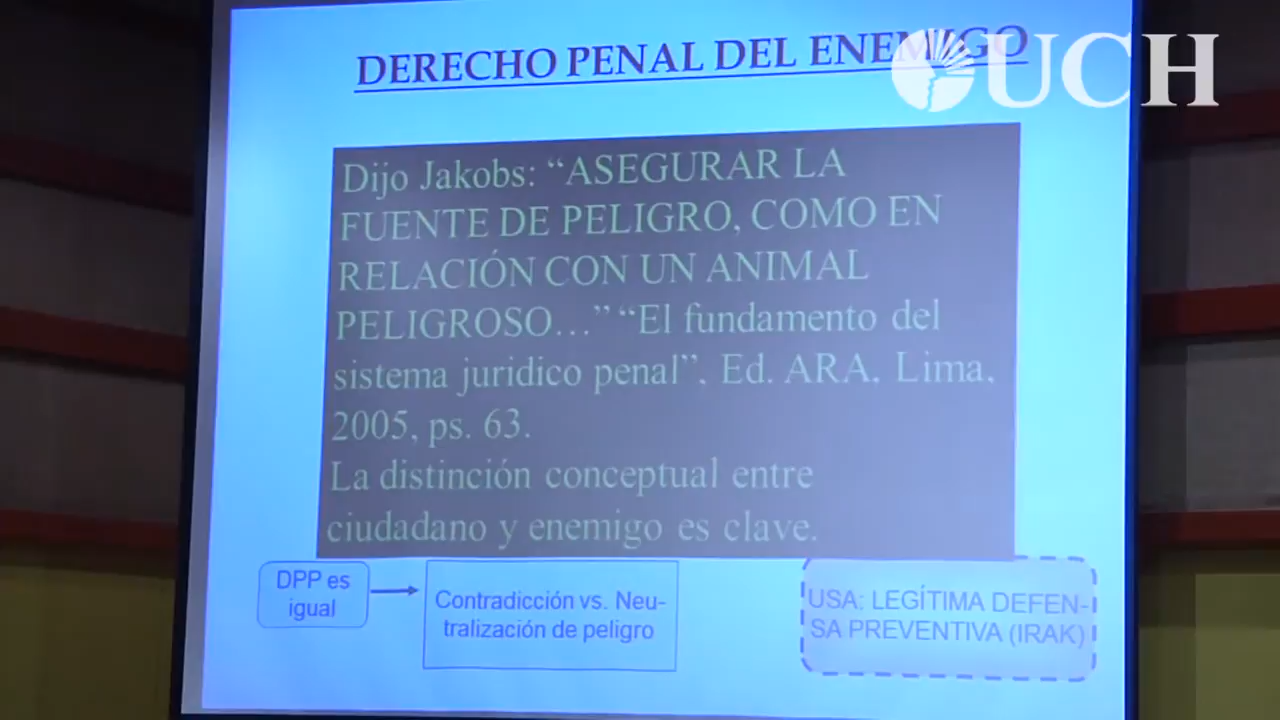 DERECHO PENAL DEL ENEMIGO
UCH
Dijo Jakobs: “ASEGURAR LA
FUENTE DE PELIGRO, COMO EN
RELACIÓN CON UN ANIMAL
PELIGROSO…” “El fundamento del
sistema juridico penal”. Ed. ARA. Lima.
2005, ps. 63.
La distinción conceptual entre
ciudadano y enemigo es clave.
DPP es
igual
Contradicción vs. Neu-
tralización de peligro
USA: LEGÍTIMA DEFEN-
SA PREVENTIVA (IRAK)